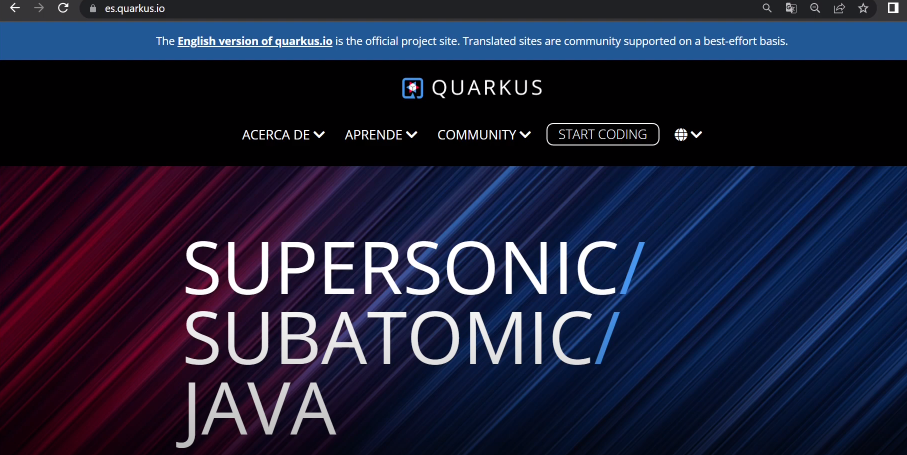 es.quarkus.io
The English version of quarkus.io is the official project site. Translated sites are community supported on a best-effort basis.
QUARKUS
ACERCA DE APRENDE COMMUNITY START CODING
SUPERSONIC/
SUBATOMIC/
JAVA